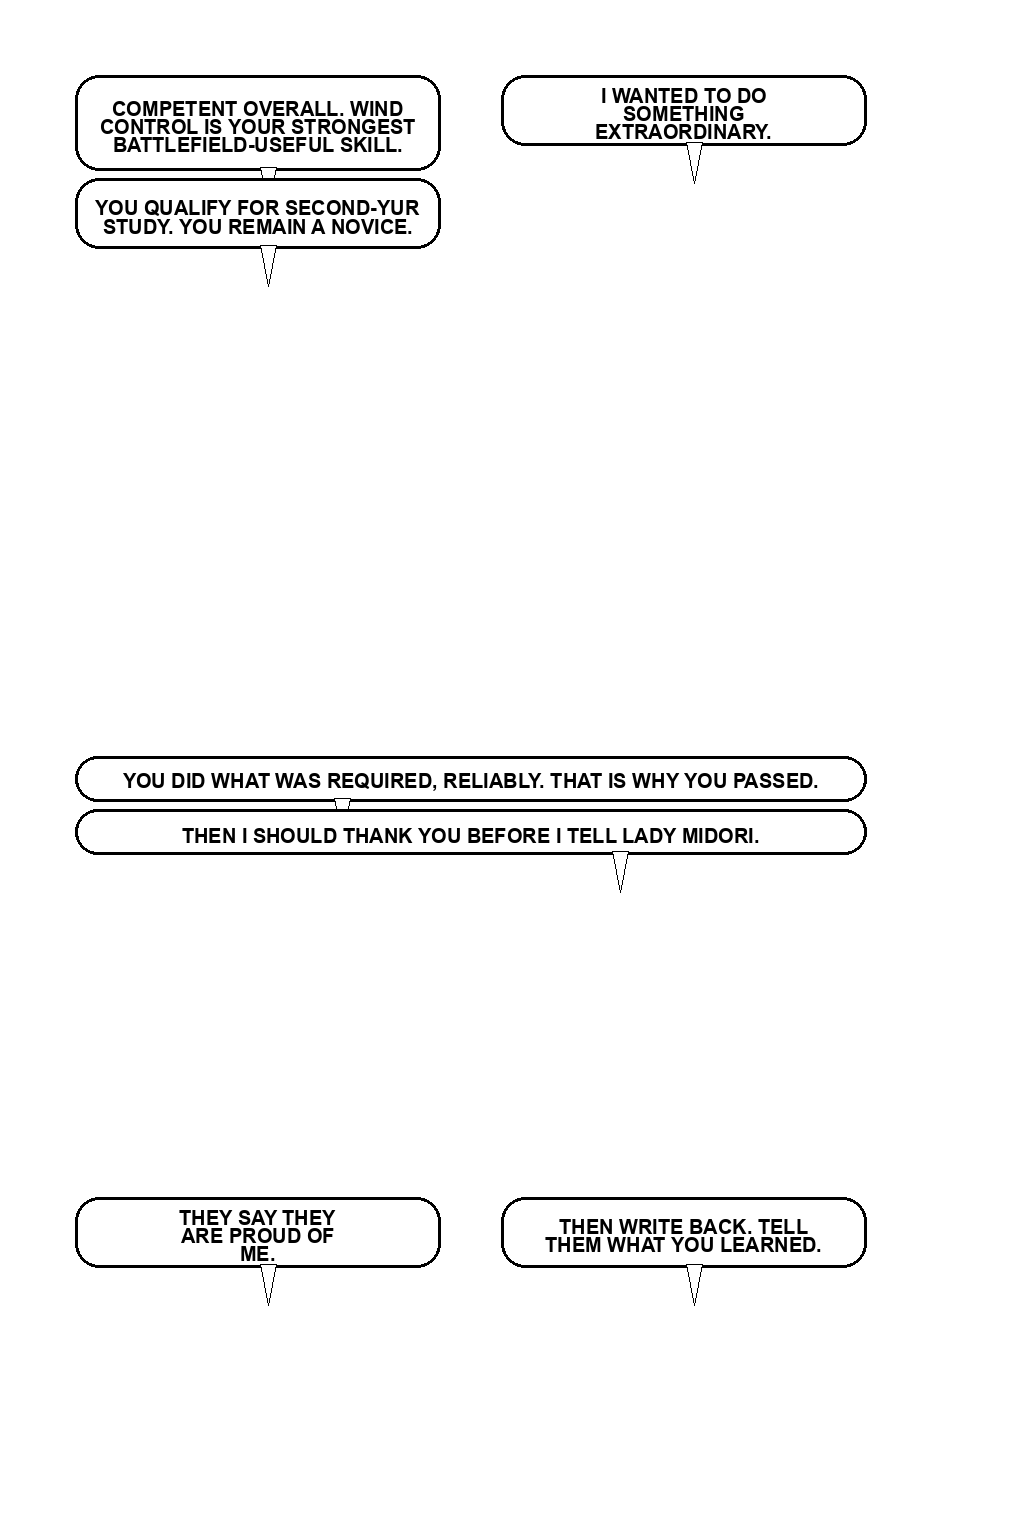 COMPETENT OVERALL. WIND
CONTROL IS YOUR STRONGEST
BATTLEFIELD-USEFUL SKILL.
YOU QUALIFY FOR SECOND-YUR
STUDY. YOU REMAIN A NOVICE.
I WANTED TO DO
SOMETHING
EXTRAORDINARY.
YOU DID WHAT WAS REQUIRED, RELIABLY. THAT IS WHY YOU PASSED.
THEN I SHOULD THANK YOU BEFORE I TELL LADY MIDORI.
THEY SAY THEY
ARE PROUD OF
ME.
THEN WRITE BACK. TELL
THEM WHAT YOU LEARNED.